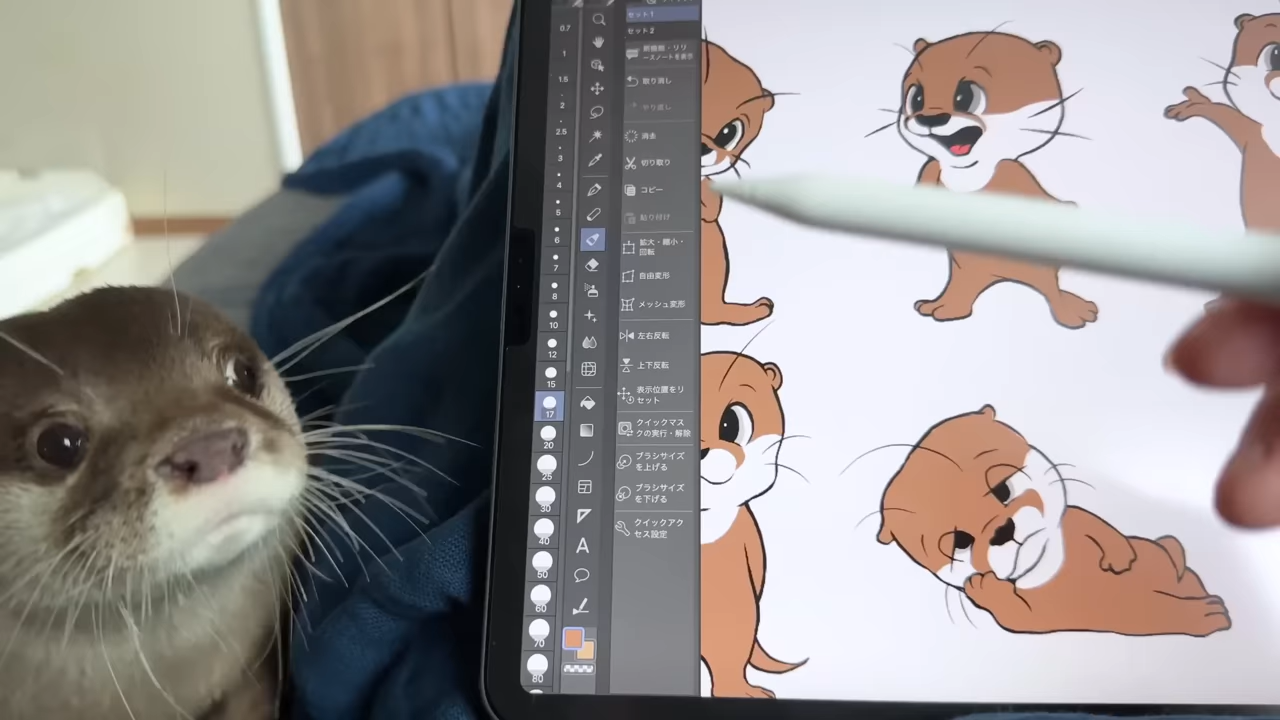 セット1
セット2
新機能・リリ
ースノートを表示
取り消し
やり直し
消去
切り取り
コピー
貼り付け
拡大・縮小・
回転
自由変形
メッシュ変形
左右反転
上下反転
表示位置をリ
セット
クイックマス
クの実行・解除
ブラシサイズ
を上げる
ブラシサイズ
を下げる
クイックアク
セス設定
0.7
1
1.5
2
2.5
3
4
5
6
7
8
10
12
15
17
20
25
30
40
50
60
70
80
A